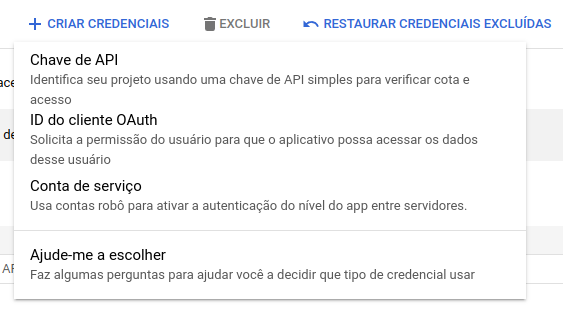 CRIAR CREDENCIAIS EXCLUIR RESTAURAR CREDENCIAIS EXCLUÍDAS
Chave de API
Identifica seu projeto usando uma chave de API simples para verificar cota e
acesso
ID do cliente OAuth
Solicita a permissão do usuário para que o aplicativo possa acessar os dados
desse usuário
Conta de serviço
Usa contas robô para ativar a autenticação do nível do app entre servidores.
Ajude-me a escolher
Faz algumas perguntas para ajudar você a decidir que tipo de credencial usar